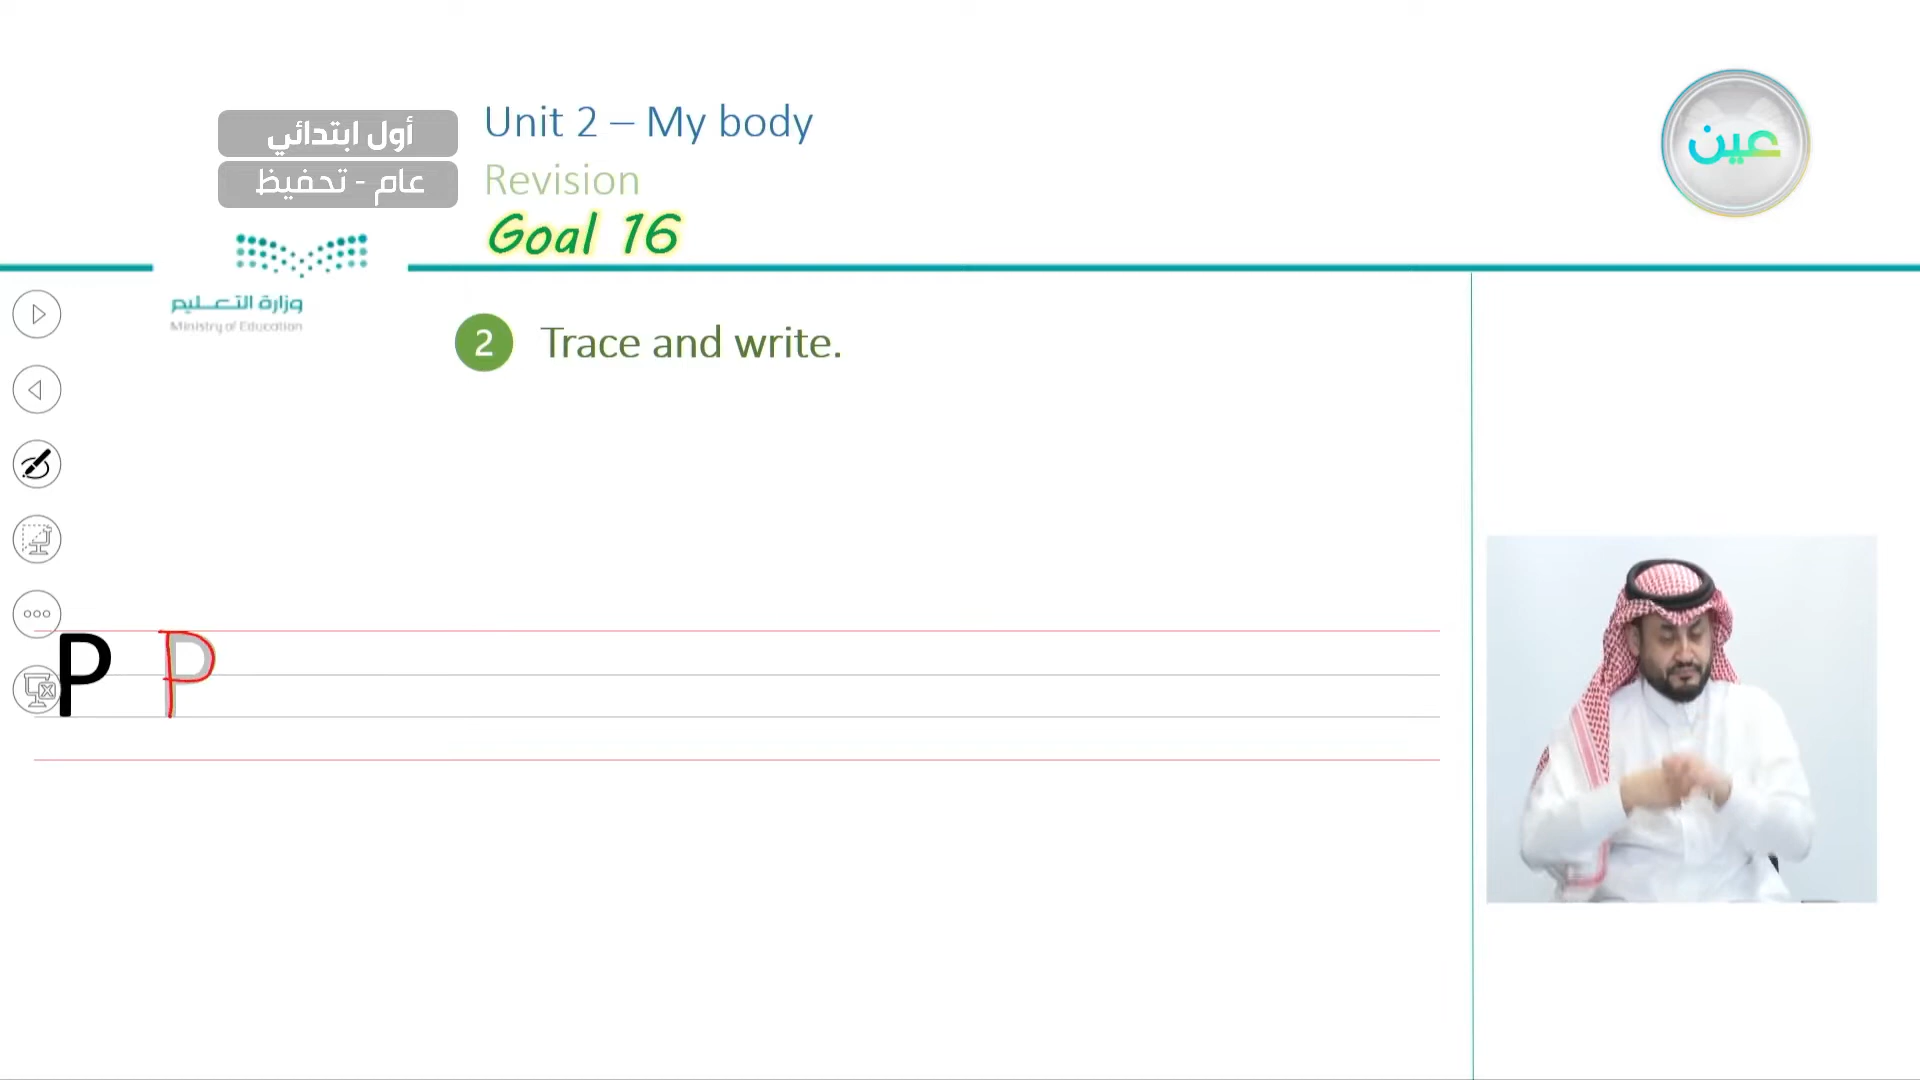 أول ابتدائي
عام - تحفيظ
Unit 2 – My body
Revision
Goal 16
عين
وزارة التعليم
Ministry of Education
2 Trace and write.
P P